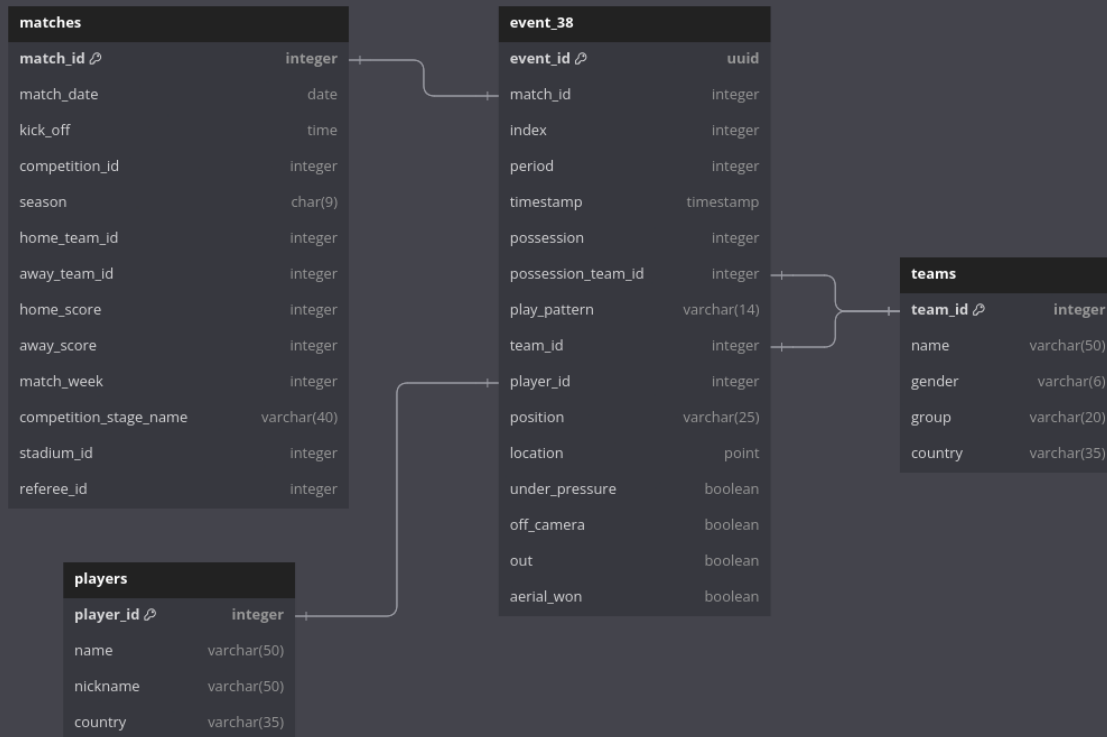 matches
match_id integer
match_date date
kick_off time
competition_id integer
season char(9)
home_team_id integer
away_team_id integer
home_score integer
away_score integer
match_week integer
competition_stage_name varchar(40)
stadium_id integer
referee_id integer
event_38
event_id uuid
match_id integer
index integer
period integer
timestamp timestamp
possession integer
possession_team_id integer
play_pattern varchar(14)
team_id integer
player_id integer
position varchar(25)
location point
under_pressure boolean
off_camera boolean
out boolean
aerial_won boolean
teams
team_id integer
name varchar(50)
gender varchar(6)
group varchar(20)
country varchar(35)
players
player_id integer
name varchar(50)
nickname varchar(50)
country varchar(35)